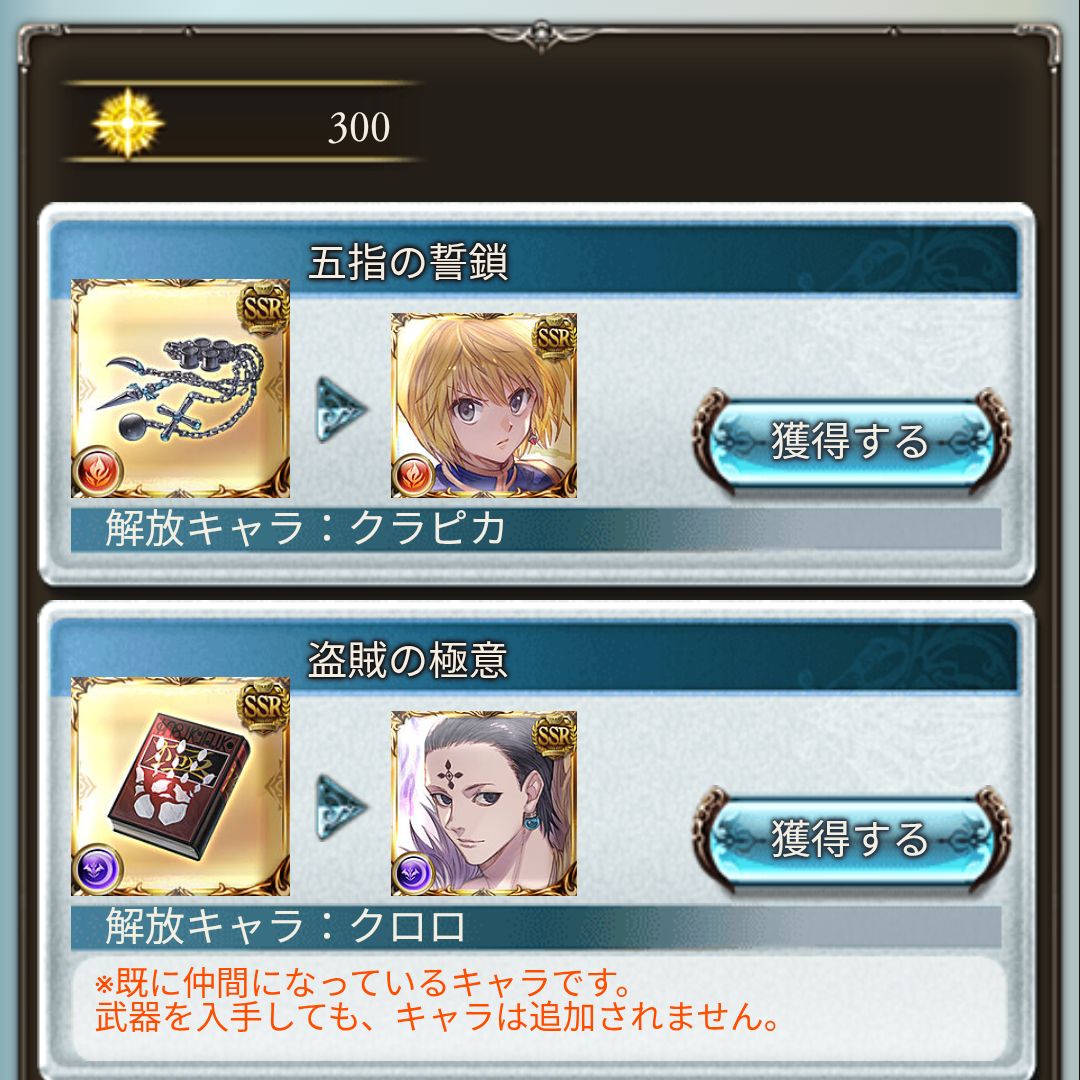 300
五指の誓鎖
SSR
SSR
獲得する
解放キャラ：クラピカ
盗賊の極意
SSR
SSR
獲得する
解放キャラ：クロロ
※既に仲間になっているキャラです。
武器を入手しても、キャラは追加されません。